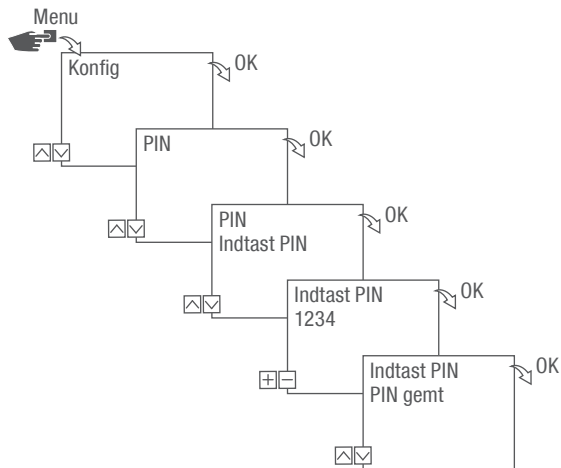 Menu
Konfig
OK
PIN
OK
PIN
Indtast PIN
OK
Indtast PIN
1234
OK
Indtast PIN
PIN gemt
OK